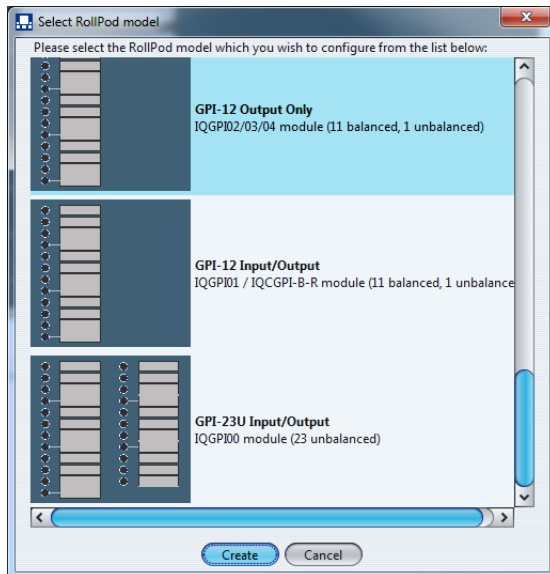 Select RollPod model
Please select the RollPod model which you wish to configure from the list below:
GPI-12 Output Only
IQGPI02/03/04 module (11 balanced, 1 unbalanced)
GPI-12 Input/Output
IQGPI01 / IQCGPI-B-R module (11 balanced, 1 unbalance
GPI-23U Input/Output
IQGPI00 module (23 unbalanced)
Create
Cancel